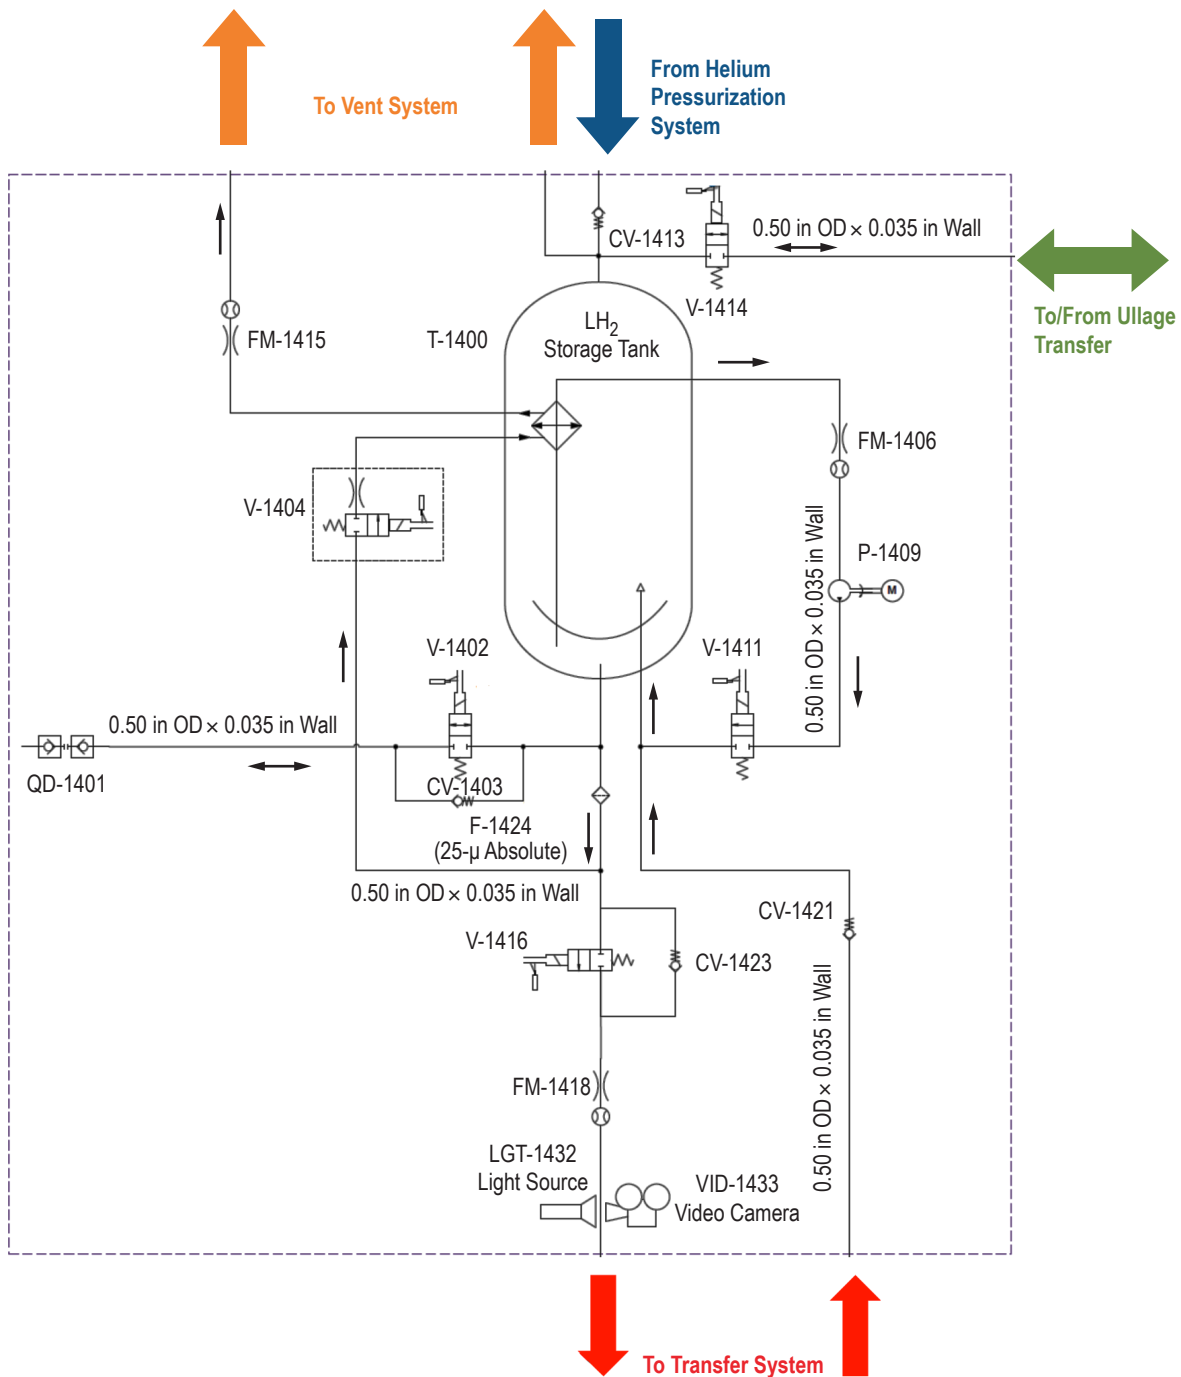 To Vent System
From Helium
Pressurization
System
CV-1413
0.50 in OD × 0.035 in Wall
V-1414
To/From Ullage
Transfer
FM-1415
T-1400
LH2
Storage Tank
FM-1406
V-1404
0.50 in OD × 0.035 in Wall
P-1409
M
V-1402
V-1411
0.50 in OD × 0.035 in Wall
QD-1401
CV-1403
F-1424
(25-µ Absolute)
0.50 in OD × 0.035 in Wall
CV-1421
V-1416
CV-1423
0.50 in OD × 0.035 in Wall
FM-1418
LGT-1432
Light Source
VID-1433
Video Camera
To Transfer System